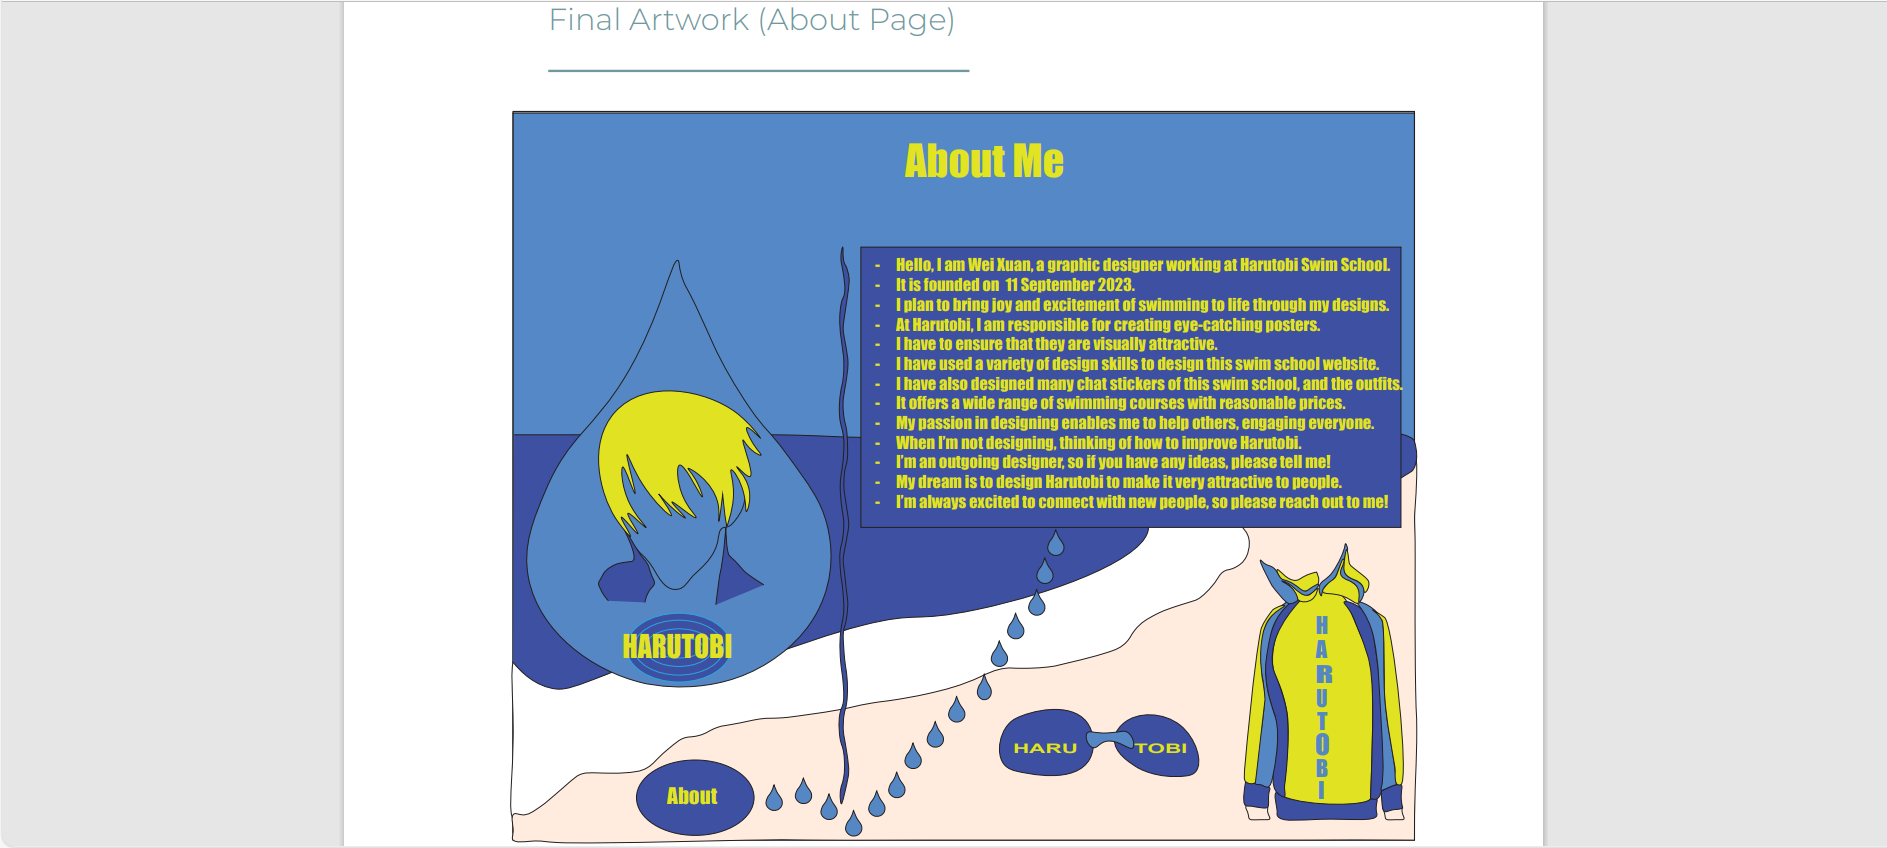 Final Artwork (About Page)
About Me
- Hello, I am Wei Xuan, a graphic designer working at Harutobi Swim School.
- It is founded on  11 September 2023.
- I plan to bring joy and excitement of swimming to life through my designs.
- At Harutobi, I am responsible for creating eye-catching posters.
- I have to ensure that they are visually attractive.
- I have used a variety of design skills to design this swim school website.
- I have also designed many chat stickers of this swim school, and the outfits.
- It offers a wide range of swimming courses with reasonable prices.
- My passion in designing enables me to help others, engaging everyone.
- When I'm not designing, thinking of how to improve Harutobi.
- I'm an outgoing designer, so if you have any ideas, please tell me!
- My dream is to design Harutobi to make it very attractive to people.
- I'm always excited to connect with new people, so please reach out to me!
HARUTOBI
HARU TOBI
H
A
R
U
T
O
B
I
About